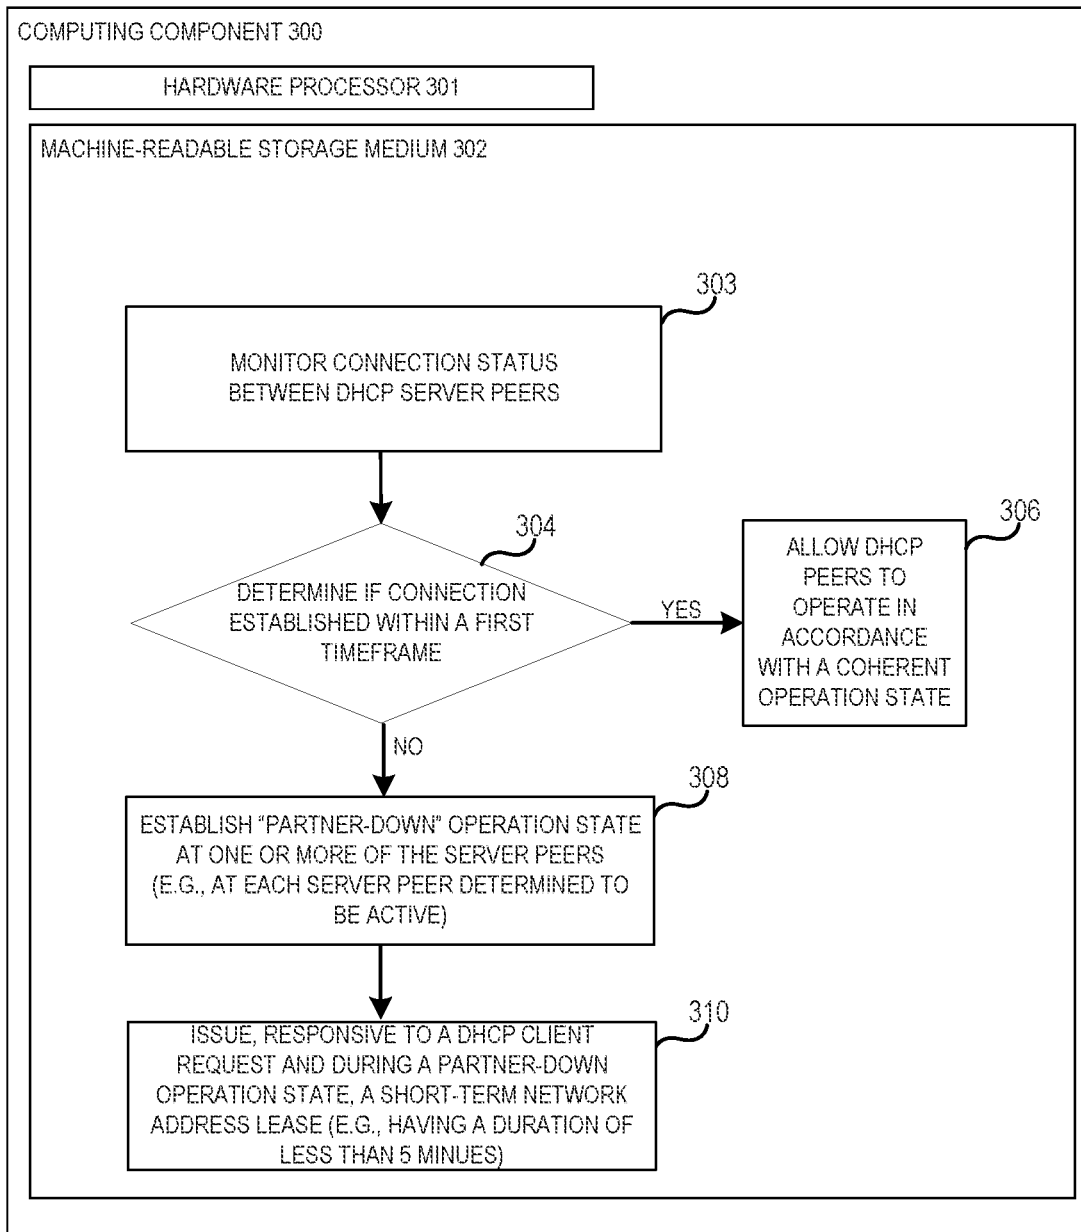 COMPUTING COMPONENT 300
HARDWARE PROCESSOR 301
MACHINE-READABLE STORAGE MEDIUM 302
303
MONITOR CONNECTION STATUS
BETWEEN DHCP SERVER PEERS
304
DETERMINE IF CONNECTION
ESTABLISHED WITHIN A FIRST
TIMEFRAME
YES
306
ALLOW DHCP
PEERS TO
OPERATE IN
ACCORDANCE
WITH A COHERENT
OPERATION STATE
NO
308
ESTABLISH “PARTNER-DOWN” OPERATION STATE
AT ONE OR MORE OF THE SERVER PEERS
(E.G., AT EACH SERVER PEER DETERMINED TO
BE ACTIVE)
310
ISSUE, RESPONSIVE TO A DHCP CLIENT
REQUEST AND DURING A PARTNER-DOWN
OPERATION STATE, A SHORT-TERM NETWORK
ADDRESS LEASE (E.G., HAVING A DURATION OF
LESS THAN 5 MINUES)